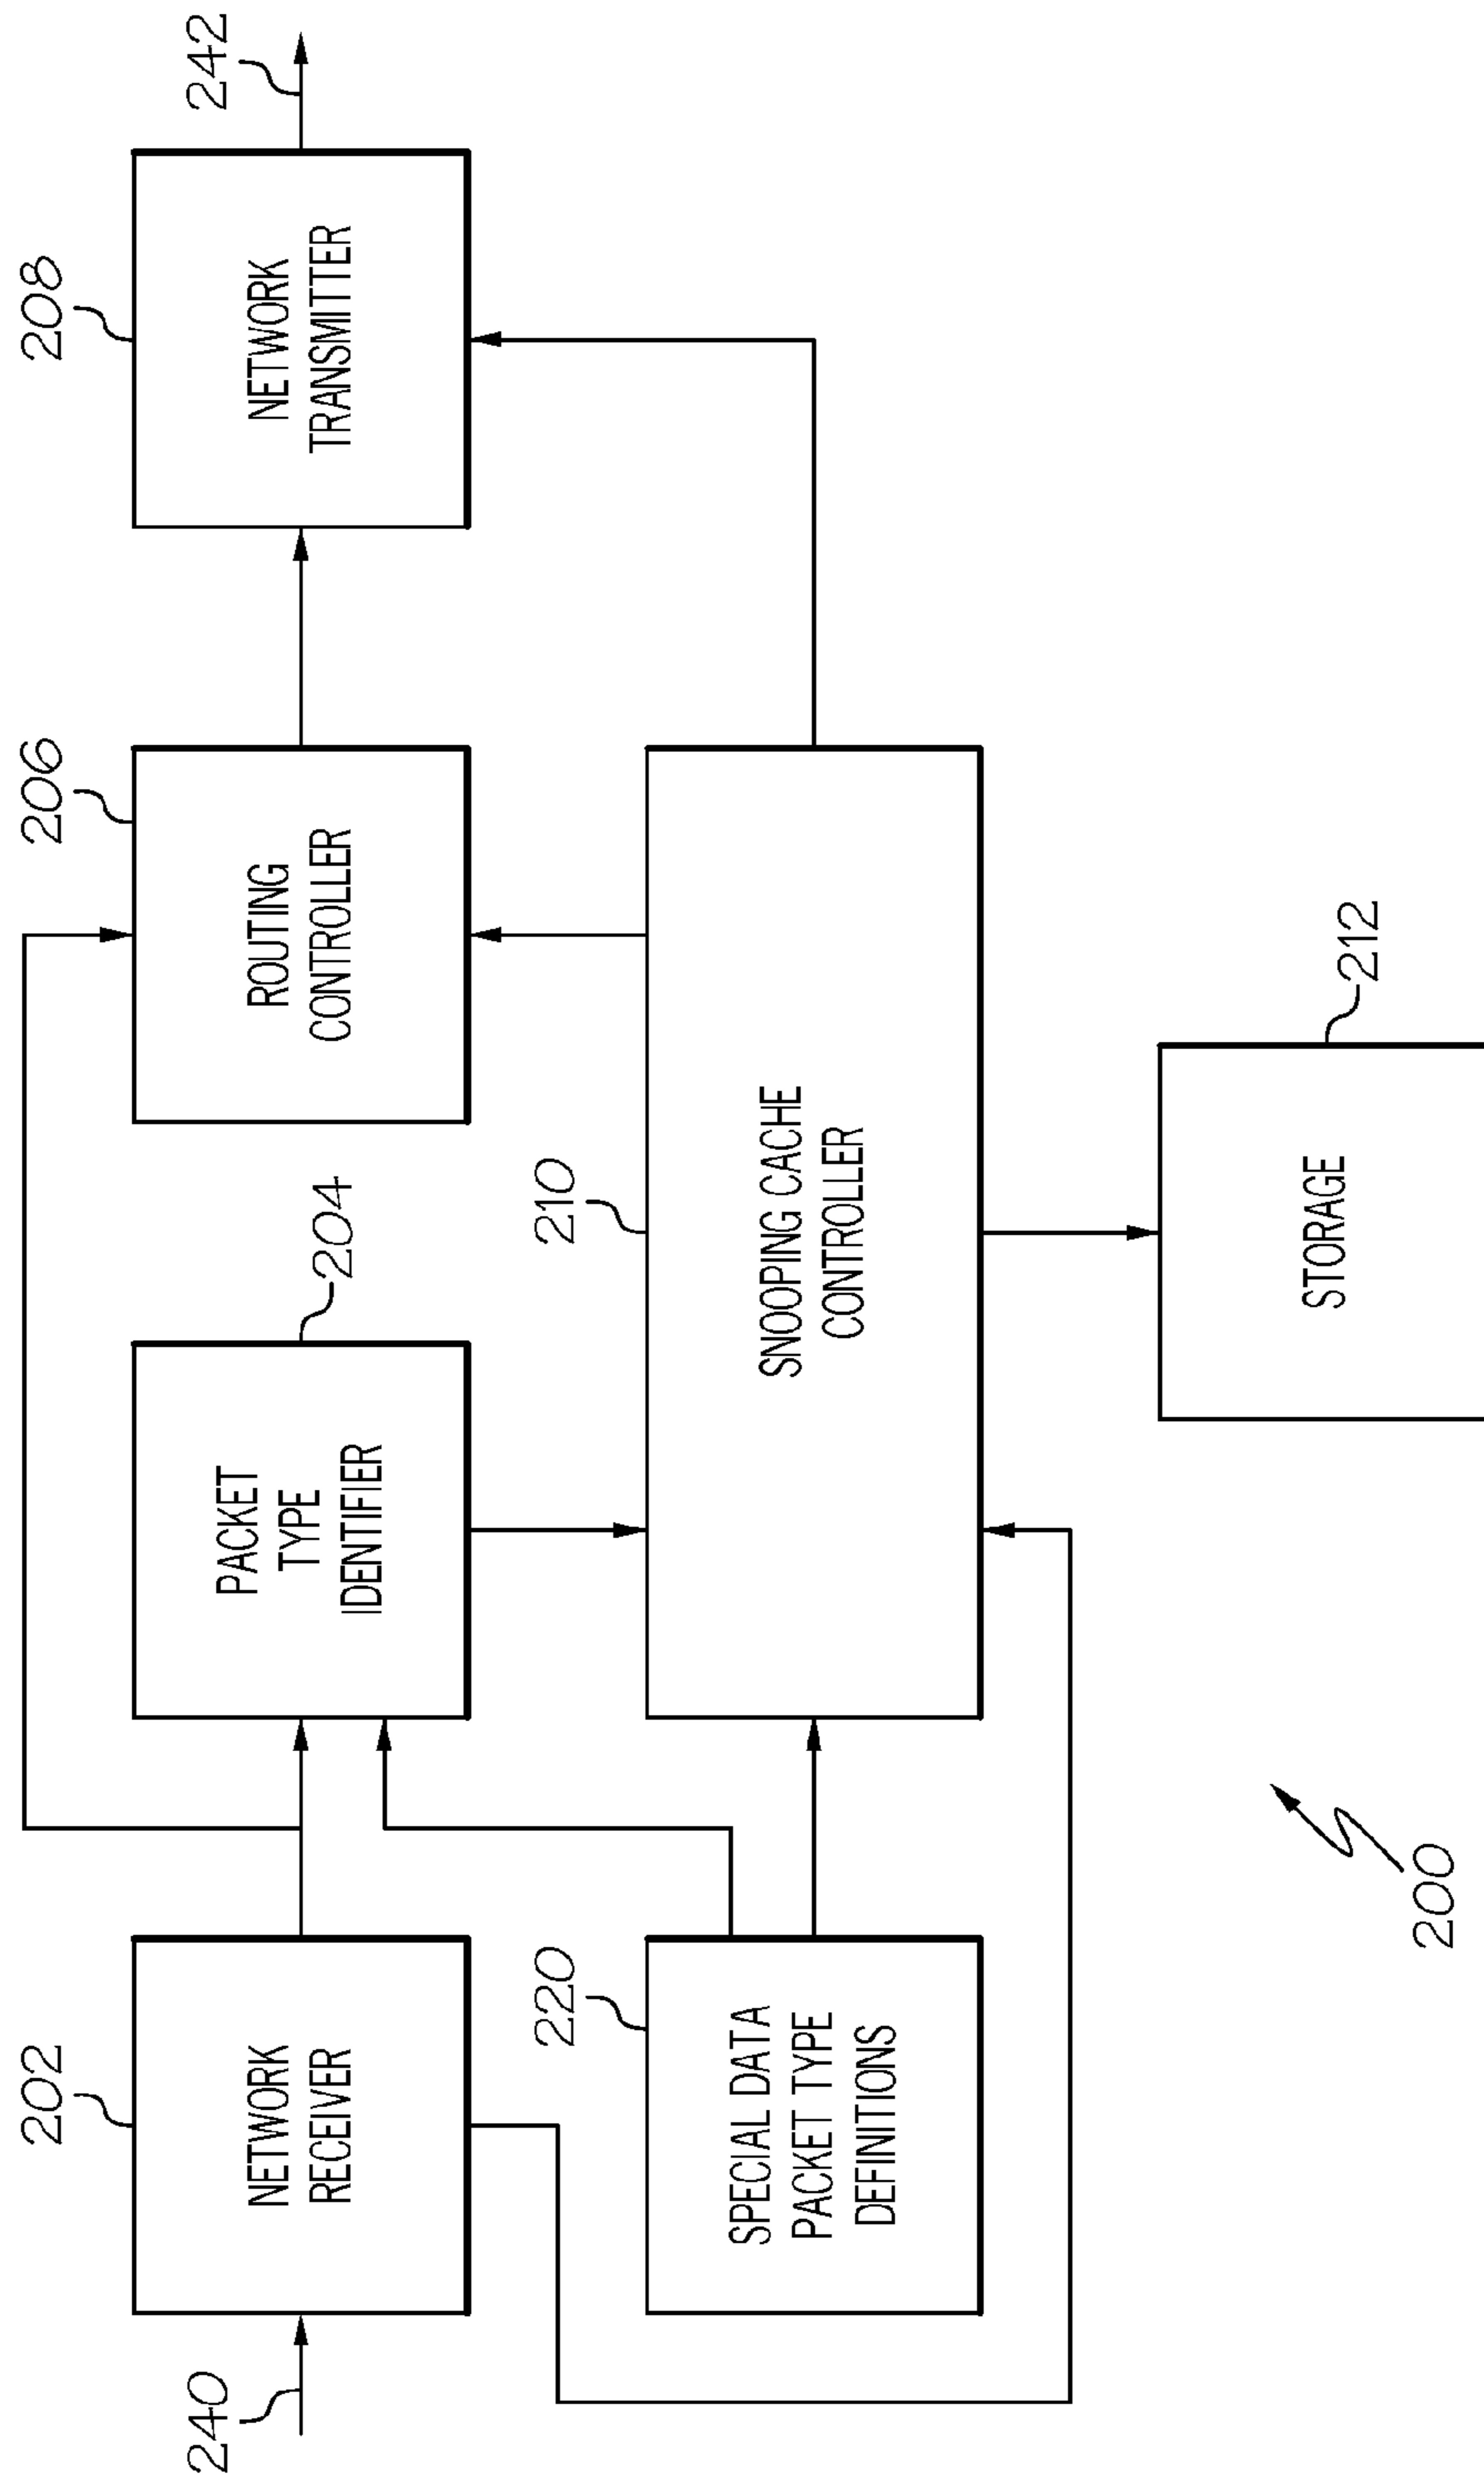 240
202
NETWORK
RECEIVER
204
PACKET
TYPE
IDENTIFIER
206
ROUTING
CONTROLLER
208
NETWORK
TRANSMITTER
242
220
SPECIAL DATA
PACKET TYPE
DEFINITIONS
210
SNOOPING CACHE
CONTROLLER
212
STORAGE
200